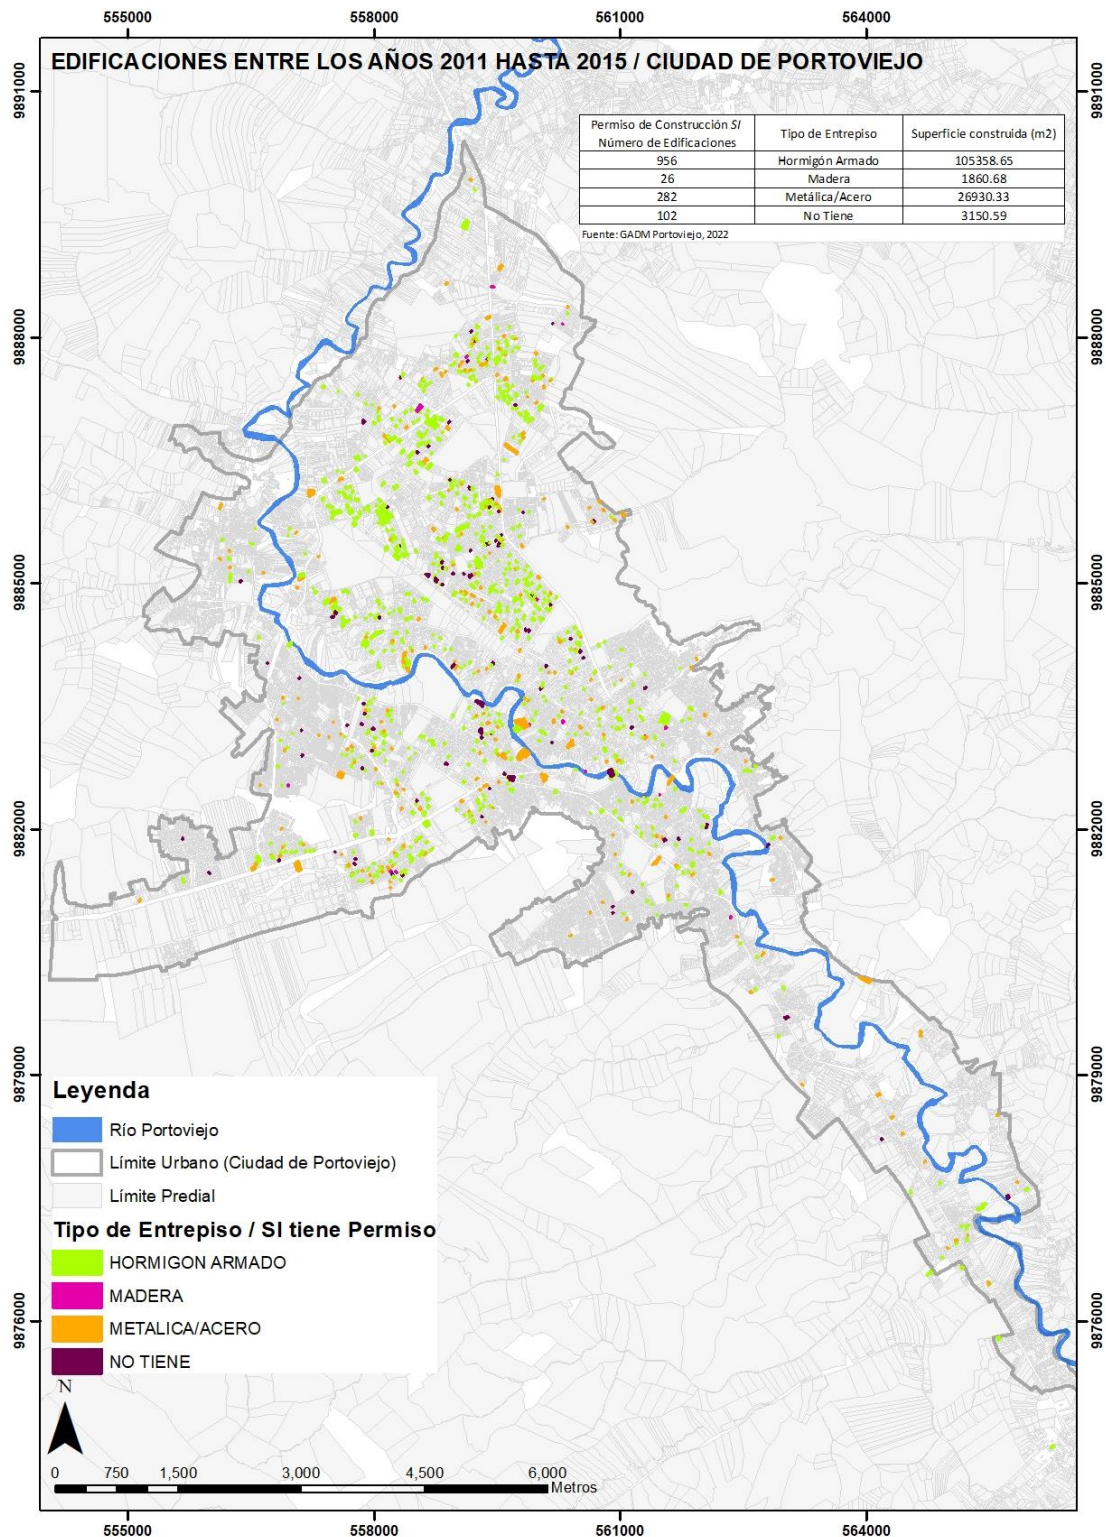 555000 558000 561000 564000
EDIFICACIONES ENTRE LOS AÑOS 2011 HASTA 2015 / CIUDAD DE PORTOVIEJO
9891000 9891000
Permiso de Construcción SI
Número de Edificaciones
Tipo de Entrepiso
Superficie construida (m2)
956 Hormigón Armado 105358.65
26 Madera 1860.68
282 Metálica/Acero 26930.33
102 No Tiene 3150.59
Fuente: GADM Portoviejo, 2022
9888000 9888000
9885000 9885000
9882000 9882000
9879000 9879000
Leyenda
Río Portoviejo
Límite Urbano (Ciudad de Portoviejo)
Límite Predial
Tipo de Entrepiso / SI tiene Permiso
HORMIGON ARMADO
MADERA
METALICA/ACERO
NO TIENE
9876000 9876000
N
0 750 1,500 3,000 4,500 6,000
Metros
555000 558000 561000 564000